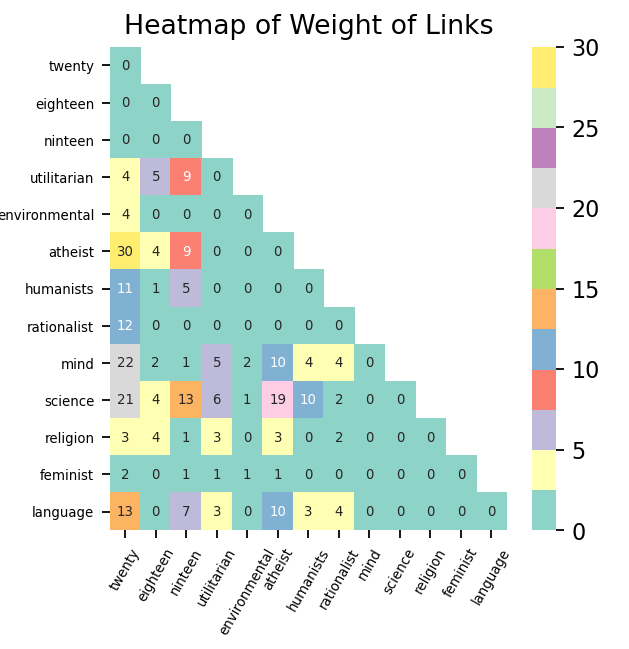 Heatmap of Weight of Links
twenty 0
eighteen 0 0
ninteen 0 0 0
utilitarian 4 5 9 0
environmental 4 0 0 0 0
atheist 30 4 9 0 0 0
humanists 11 1 5 0 0 0 0
rationalist 12 0 0 0 0 0 0 0
mind 22 2 1 5 2 10 4 4 0
science 21 4 13 6 1 19 10 2 0 0
religion 3 4 1 3 0 3 0 2 0 0 0
feminist 2 0 1 1 1 1 0 0 0 0 0 0
language 13 0 7 3 0 10 3 4 0 0 0 0 0
twenty eighteen ninteen utilitarian environmental atheist humanists rationalist mind science religion feminist language
30
25
20
15
10
5
0